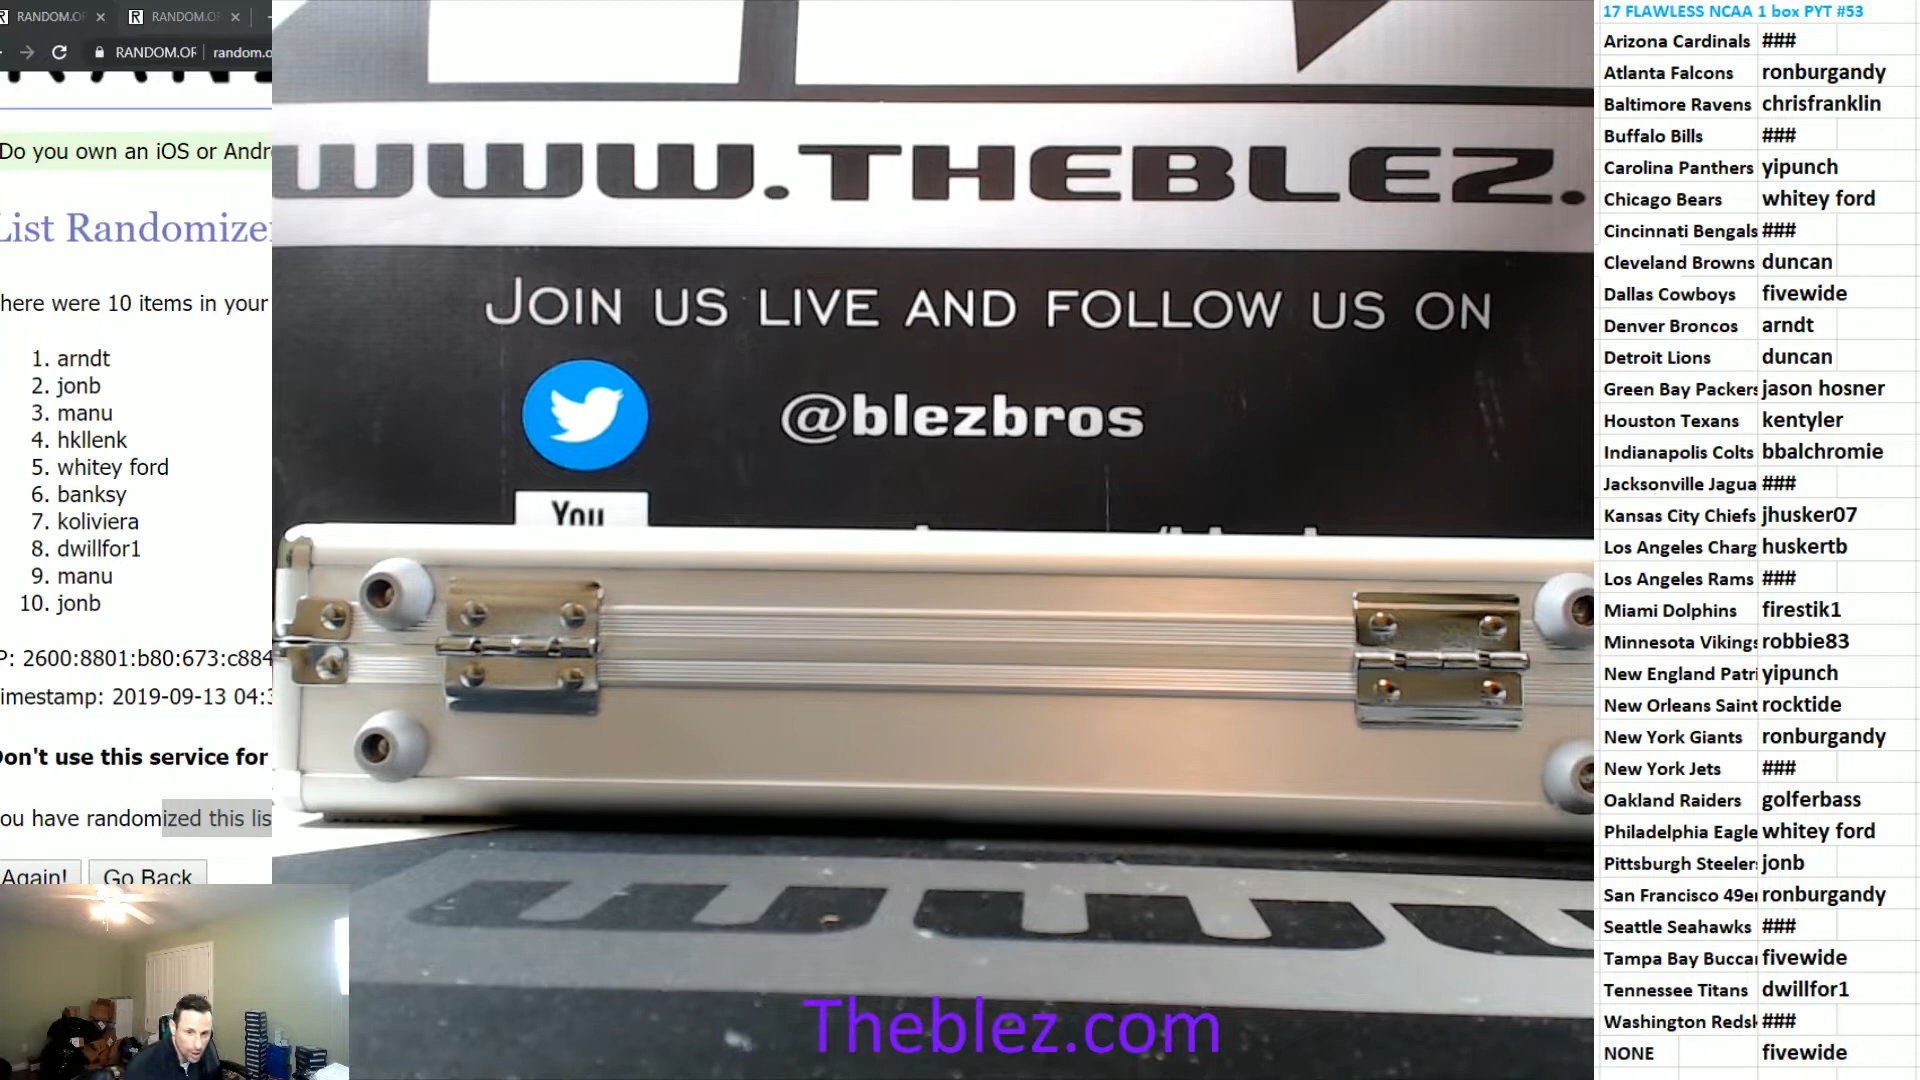 RANDOM.OF
RANDOM.OF
RANDOM.OF
random.o
Do you own an iOS or Andr
List Randomize
here were 10 items in your
1. arndt
2. jonb
3. manu
4. hkllenk
5. whitey ford
6. banksy
7. koliviera
8. dwillfor1
9. manu
10. jonb
P: 2600:8801:b80:673:c884
imestamp: 2019-09-13 04:3
Don't use this service for
ou have randomized this lis
Again!
Go Back
WWW.THEBLEZ.
JOIN US LIVE AND FOLLOW US ON
@blezbros
You
Theblez.com
17 FLAWLESS NCAA 1 box PYT #53
Arizona Cardinals ###
Atlanta Falcons ronburgandy
Baltimore Ravens chrisfranklin
Buffalo Bills ###
Carolina Panthers yipunch
Chicago Bears whitey ford
Cincinnati Bengals ###
Cleveland Browns duncan
Dallas Cowboys fivewide
Denver Broncos arndt
Detroit Lions duncan
Green Bay Packers jason hosner
Houston Texans kentyler
Indianapolis Colts bbalchromie
Jacksonville Jagua ###
Kansas City Chiefs jhusker07
Los Angeles Charg huskertb
Los Angeles Rams ###
Miami Dolphins firestik1
Minnesota Vikings robbie83
New England Patri yipunch
New Orleans Saint rocktide
New York Giants ronburgandy
New York Jets ###
Oakland Raiders golferbass
Philadelphia Eagle whitey ford
Pittsburgh Steelers jonb
San Francisco 49er ronburgandy
Seattle Seahawks ###
Tampa Bay Buccan fivewide
Tennessee Titans dwillfor1
Washington Redsk ###
NONE fivewide